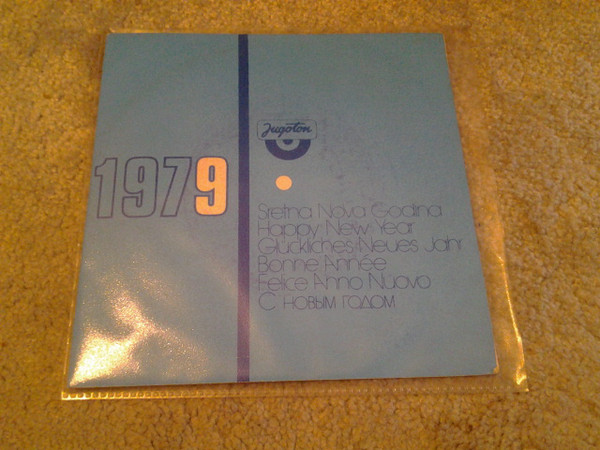 Jugoton
1979
Sretna Nova Godina
Happy New Year
Glückliches Neues Jahr
Bonne Année
Felice Anno Nuovo
С новым годом